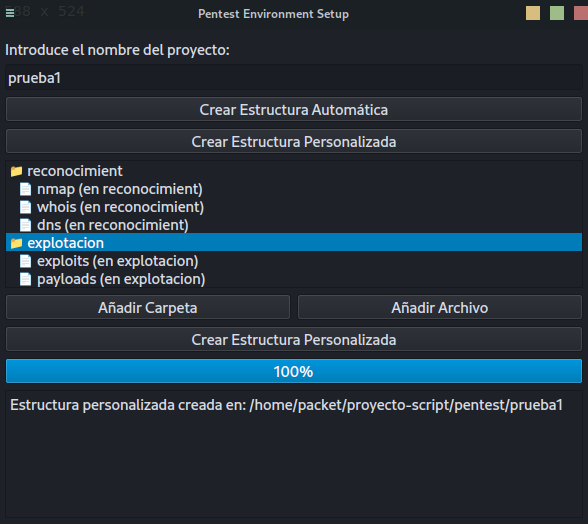 588 x 524
Pentest Environment Setup
Introduce el nombre del proyecto:
prueba1
Crear Estructura Automática
Crear Estructura Personalizada
reconocimient
nmap (en reconocimient)
whois (en reconocimient)
dns (en reconocimient)
explotacion
exploits (en explotacion)
payloads (en explotacion)
Añadir Carpeta
Añadir Archivo
Crear Estructura Personalizada
100%
Estructura personalizada creada en: /home/packet/proyecto-script/pentest/prueba1